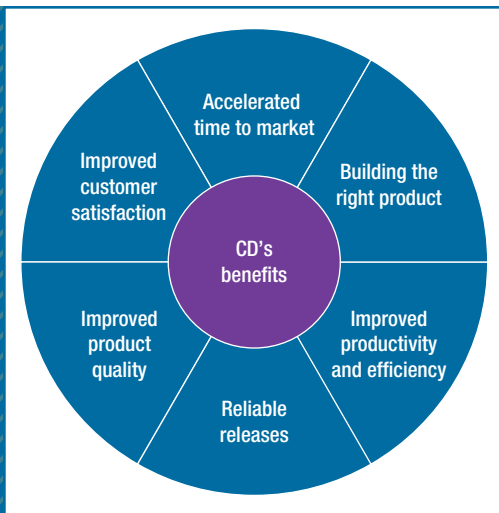 Accelerated
time to market
Building the
right product
Improved
productivity
and efficiency
Reliable
releases
Improved
product
quality
Improved
customer
satisfaction
CD's
benefits